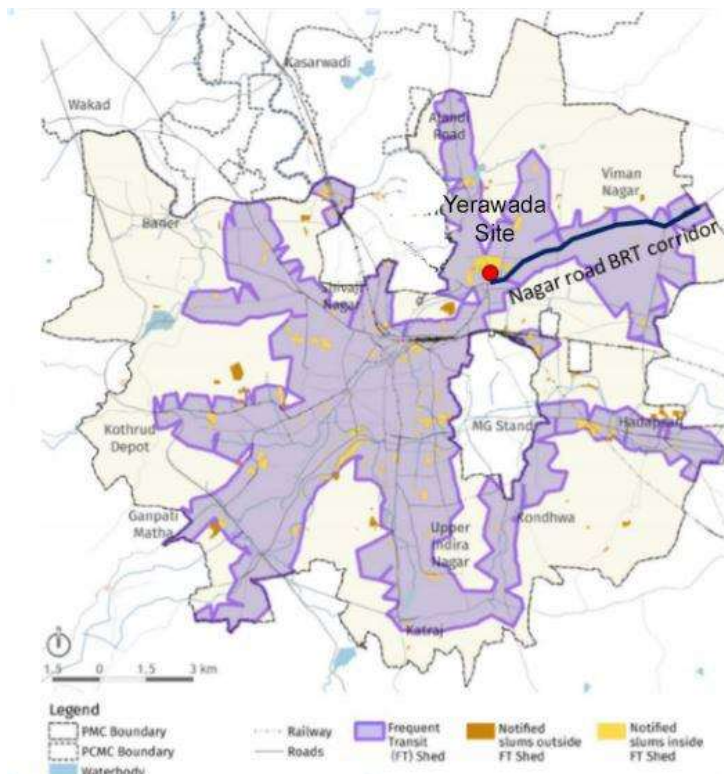 Kasarwadi
Wakad
Alandi
Road
Viman
Nagar
Yerawada
Site
Baner
Nagar road BRT corridor
Shivaji
Nagar
Kothrud
Depot
MG Stand
Hadapsar
Ganpati
Matha
Upper
Indira
Nagar
Kondhwa
Katraj
1.5 0 1.5 3 km
Legend
PMC Boundary
PCMC Boundary
Waterbody
Railway
Roads
Frequent
Transit
(FT) Shed
Notified
slums outside
FT Shed
Notified
slums inside
FT Shed